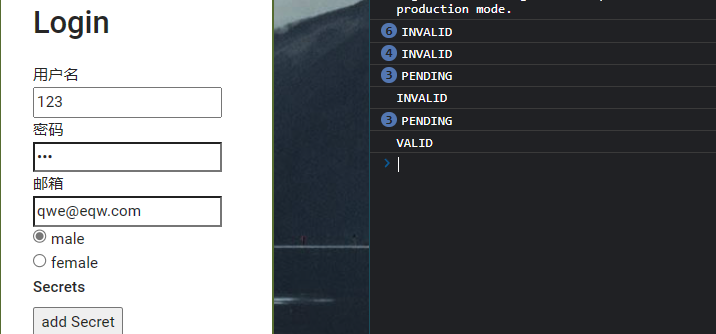 Login
用户名
123
密码
•••
邮箱
qwe@eqw.com
male
female
Secrets
add Secret
production mode.
6 INVALID
4 INVALID
3 PENDING
INVALID
3 PENDING
VALID